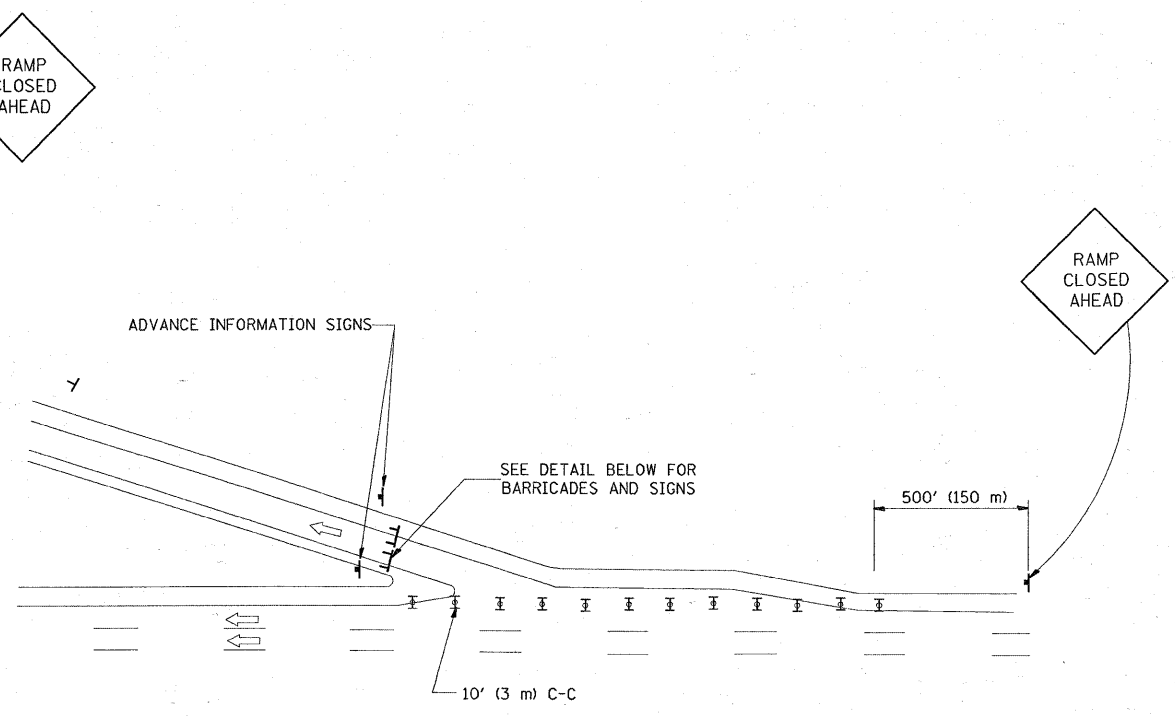 RAMP
CLOSED
AHEAD
RAMP
CLOSED
AHEAD
ADVANCE INFORMATION SIGNS
SEE DETAIL BELOW FOR
BARRICADES AND SIGNS
500' (150 m)
10' (3 m) C-C